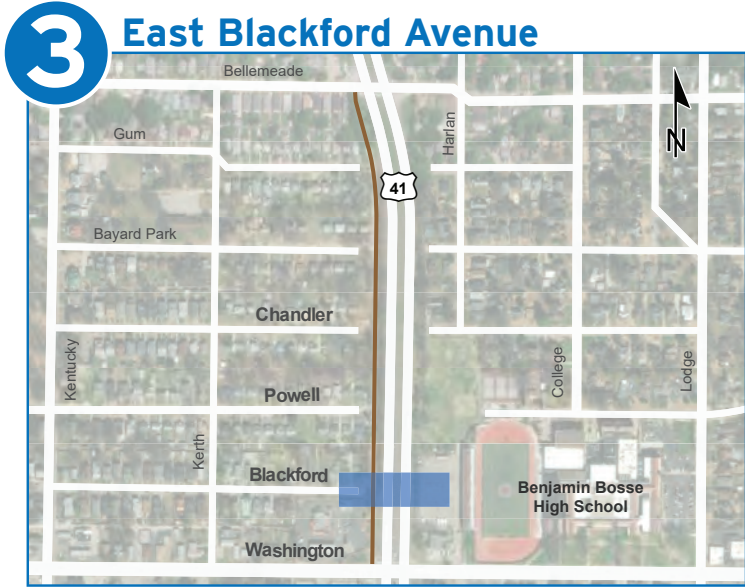 3
East Blackford Avenue
Bellemeade
Gum
Harlan
N
41
Bayard Park
Chandler
Kentucky
Powell
College
Lodge
Kerth
Blackford
Benjamin Bosse
High School
Washington